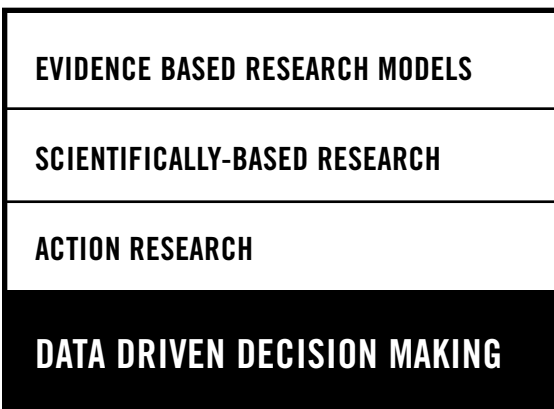 EVIDENCE BASED RESEARCH MODELS
SCIENTIFICALLY-BASED RESEARCH
ACTION RESEARCH
DATA DRIVEN DECISION MAKING